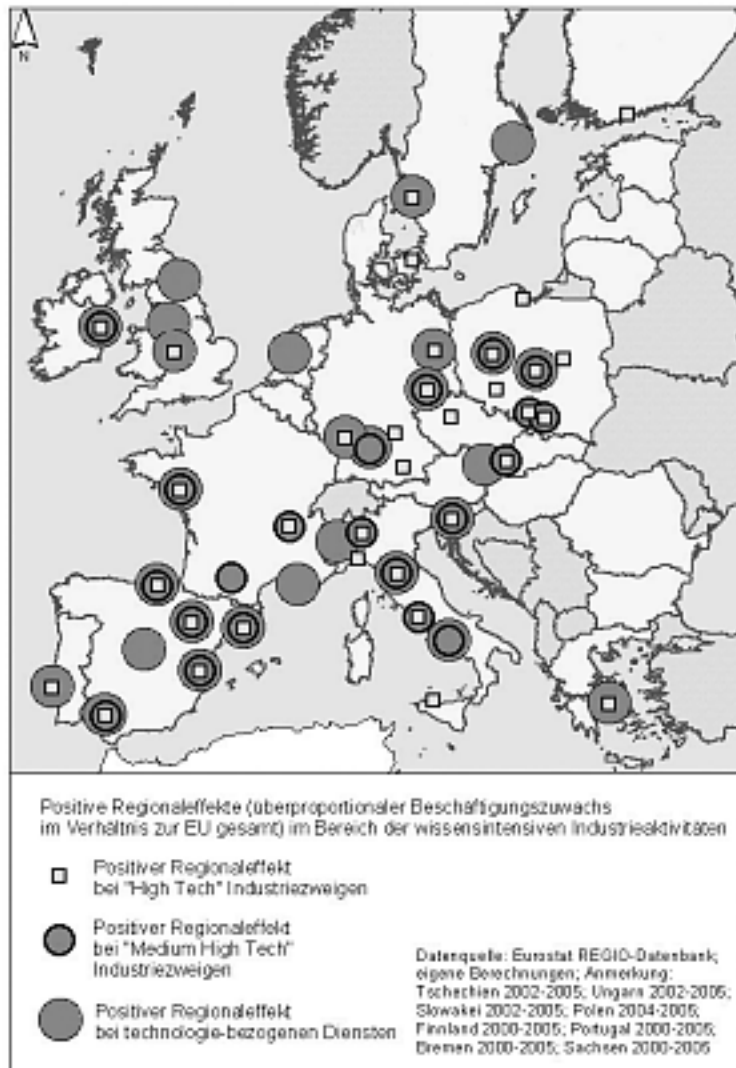 N
Positive Regionaleffekte (überproportionaler Beschäftigungszuwachs
im Verhältnis zur EU gesamt) im Bereich der wissensintensiven Industrieaktivitäten
Positiver Regionaleffekt
bei "High Tech" Industriezweigen
Positiver Regionaleffekt
bei "Medium High Tech"
Industriezweigen
Positiver Regionaleffekt
bei technologie-bezogenen Diensten
Datenquelle: Eurostat REGIO-Datenbank;
eigene Berechnungen; Anmerkung:
Tschechien 2002-2005; Ungarn 2002-2005;
Slowakei 2002-2005; Polen 2004-2005;
Finnland 2000-2005; Portugal 2000-2005;
Bremen 2000-2005; Sachsen 2000-2005